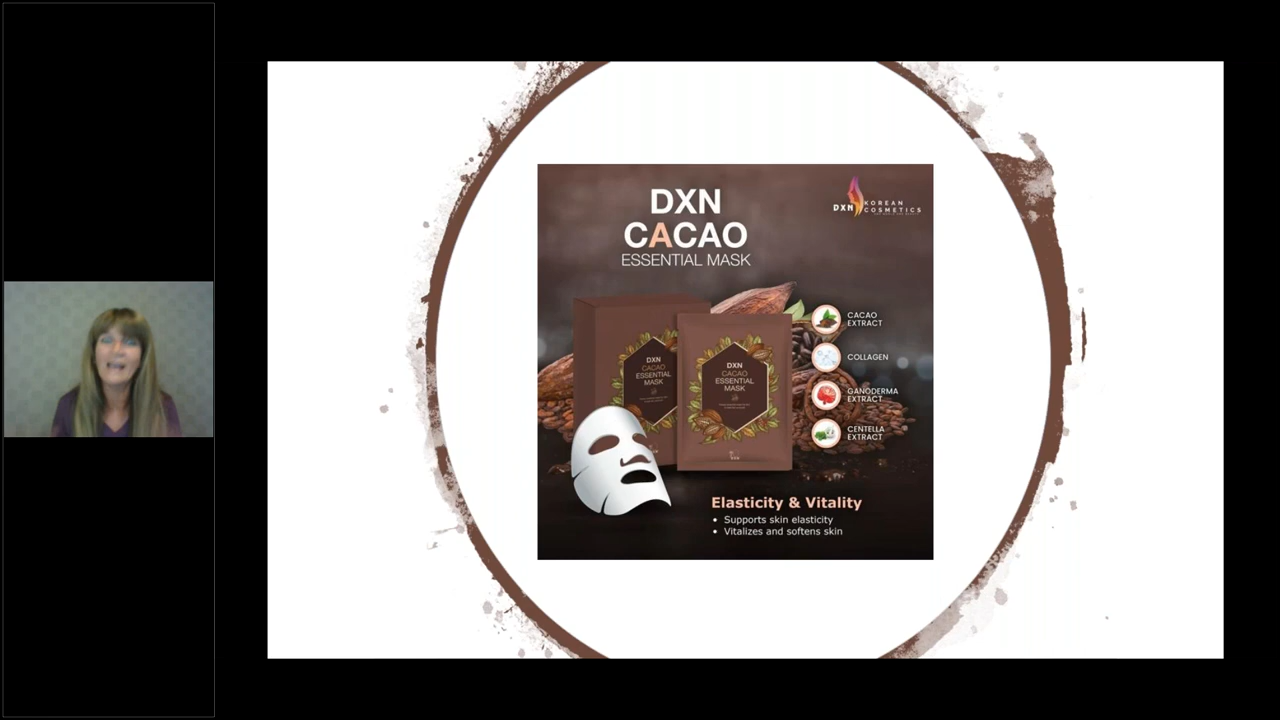 DXN
CACAO
ESSENTIAL MASK
DXN
KOREAN
COSMETICS
CACAO
EXTRACT
COLLAGEN
GANODERMA
EXTRACT
CENTELLA
EXTRACT
DXN
CACAO
ESSENTIAL
MASK
DXN
CACAO
ESSENTIAL
MASK
Elasticity & Vitality
• Supports skin elasticity
• Vitalizes and softens skin